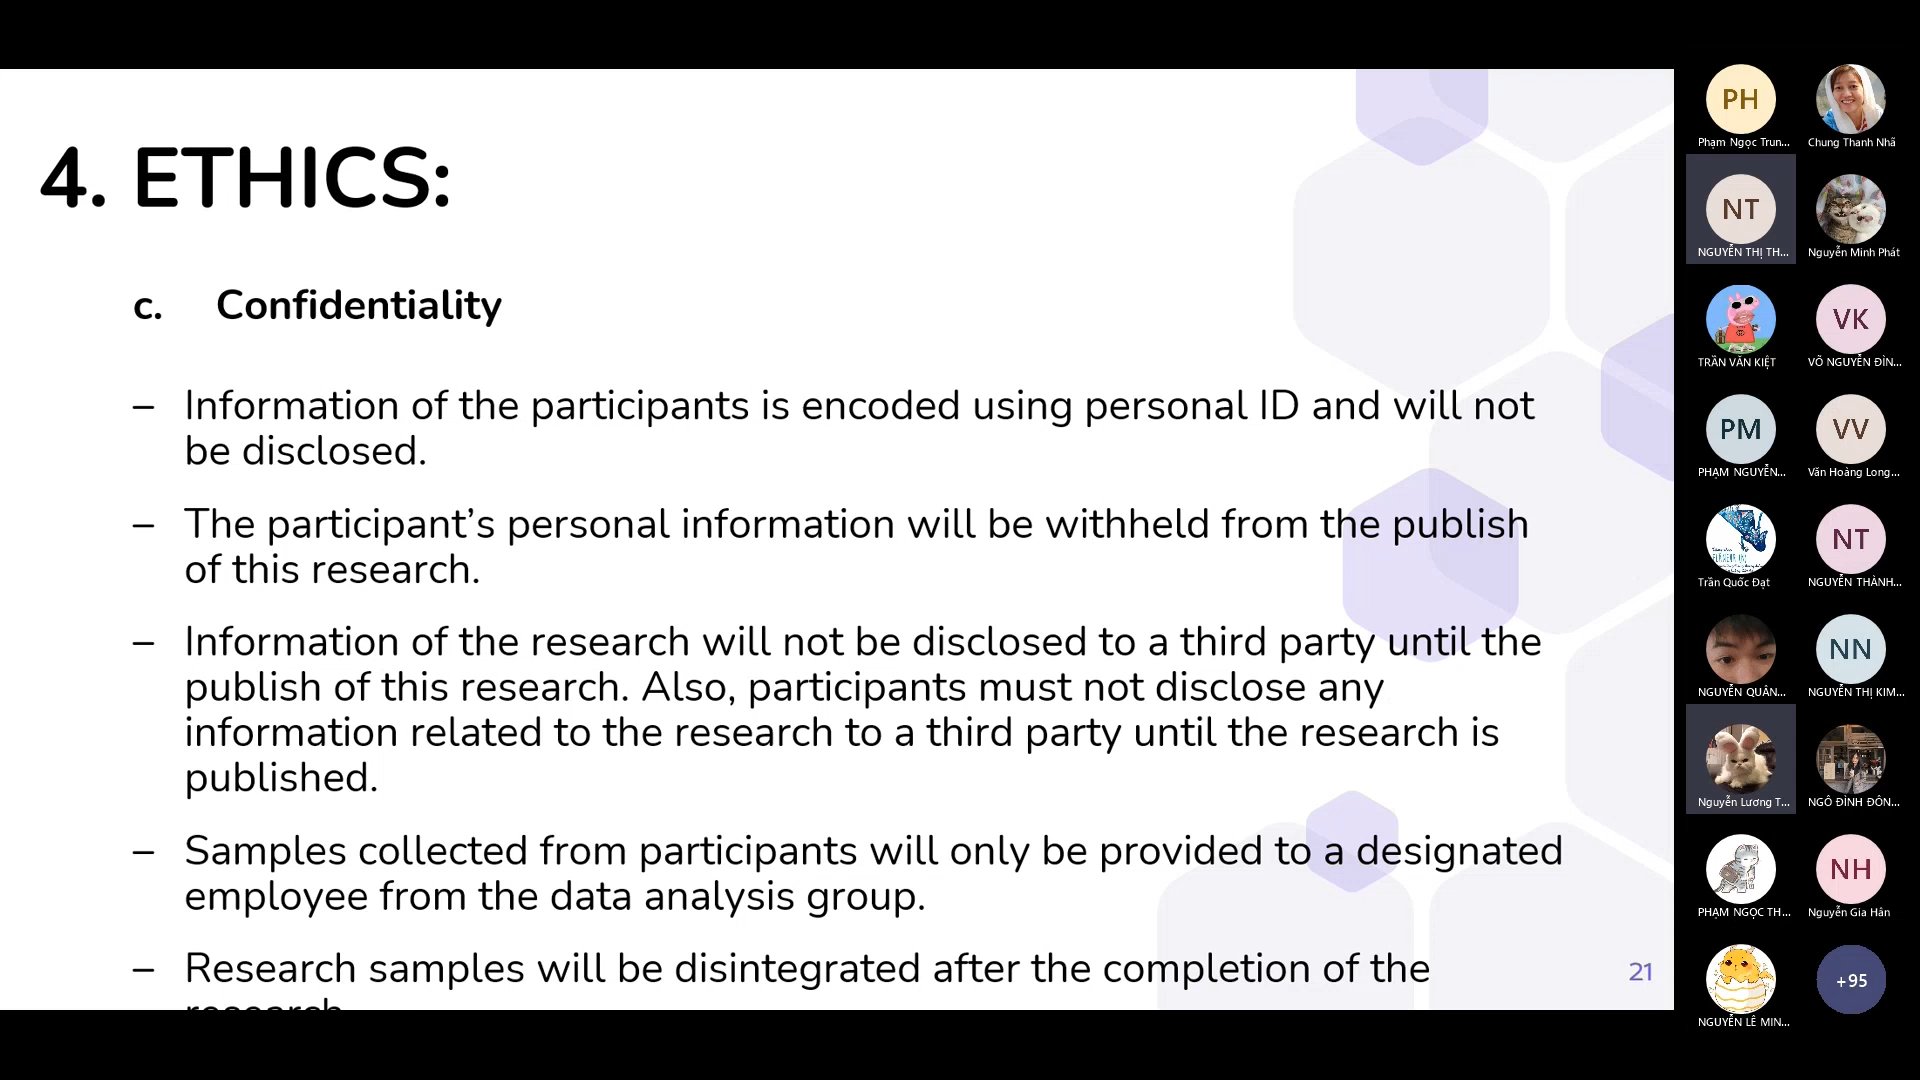 4. ETHICS:
c. Confidentiality
– Information of the participants is encoded using personal ID and will not
be disclosed.
– The participant’s personal information will be withheld from the publish
of this research.
– Information of the research will not be disclosed to a third party until the
publish of this research. Also, participants must not disclose any
information related to the research to a third party until the research is
published.
– Samples collected from participants will only be provided to a designated
employee from the data analysis group.
– Research samples will be disintegrated after the completion of the
research
21
PH
Phạm Ngọc Trun...
Chung Thanh Nhã
NT
NGUYỄN THỊ TH...
Nguyễn Minh Phát
TRẦN VĂN KIỆT
VK
VÕ NGUYỄN ĐÌN...
PM
PHẠM NGUYỄN...
VV
Văn Hoàng Long...
Trần Quốc Đạt
NT
NGUYỄN THÀNH...
NGUYỄN QUÂN...
NN
NGUYỄN THỊ KIM...
Nguyễn Lương T...
NGÔ ĐÌNH ĐÔN...
PHẠM NGỌC TH...
NH
Nguyễn Gia Hân
NGUYỄN LÊ MIN...
+95